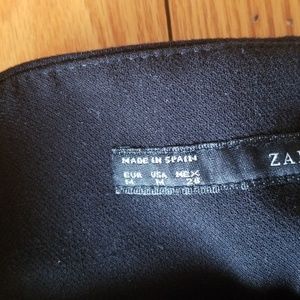 MADE IN SPAIN
ZA
EUR USA MEX
M M 28